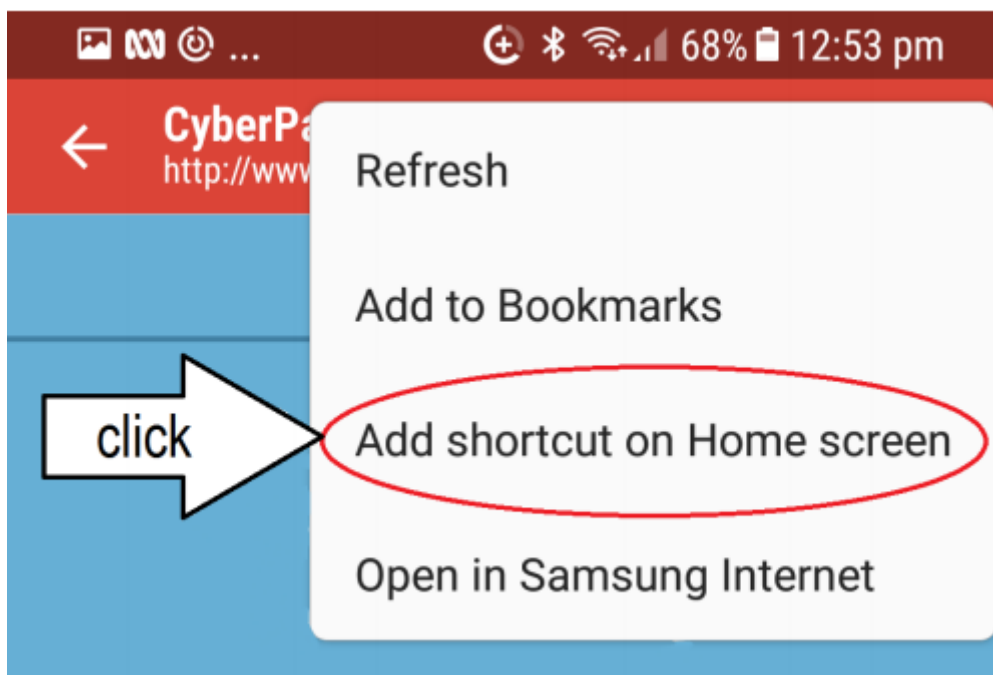 ... 68% 12:53 pm
CyberPa
http://www
Refresh
Add to Bookmarks
click
Add shortcut on Home screen
Open in Samsung Internet